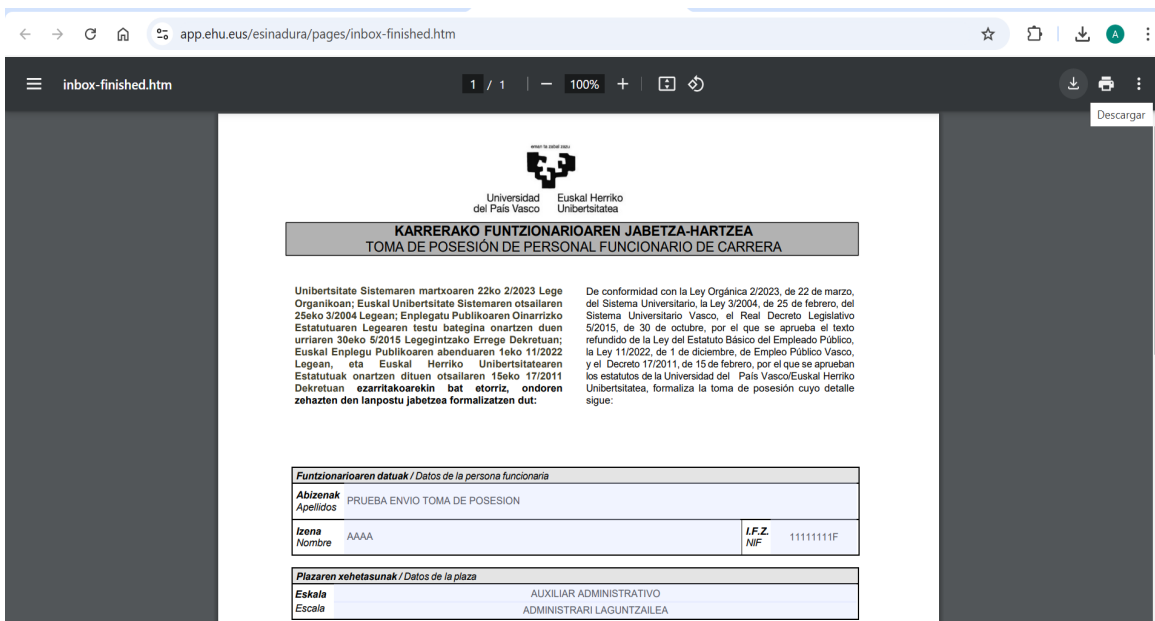 app.ehu.eus/esinadura/pages/inbox-finished.htm
A
inbox-finished.htm
1 / 1
100%
Descargar
eman ta zabal zazu
Universidad
del País Vasco
Euskal Herriko
Unibertsitatea
KARRERAKO FUNTZIONARIOAREN JABETZA-HARTZEA
TOMA DE POSESIÓN DE PERSONAL FUNCIONARIO DE CARRERA
Unibertsitate Sistemaren martxoaren 22ko 2/2023 Lege
Organikoan; Euskal Unibertsitate Sistemaren otsailaren
25eko 3/2004 Legean; Enplegatu Publikoaren Oinarrizko
Estatutuaren Legearen testu bategina onartzen duen
urriaren 30eko 5/2015 Legegintzako Errege Dekretuan;
Euskal Enplegu Publikoaren abenduaren 1eko 11/2022
Legean, eta Euskal Herriko Unibertsitatearen
Estatutuak onartzen dituen otsailaren 15eko 17/2011
Dekretuan ezarritakoarekin bat etorriz, ondoren
zehazten den lanpostu jabetzea formalizatzen dut:
De conformidad con la Ley Orgánica 2/2023, de 22 de marzo,
del Sistema Universitario, la Ley 3/2004, de 25 de febrero, del
Sistema Universitario Vasco, el Real Decreto Legislativo
5/2015, de 30 de octubre, por el que se aprueba el texto
refundido de la Ley del Estatuto Básico del Empleado Público,
la Ley 11/2022, de 1 de diciembre, de Empleo Público Vasco,
y el Decreto 17/2011, de 15 de febrero, por el que se aprueban
los estatutos de la Universidad del País Vasco/Euskal Herriko
Unibertsitatea, formaliza la toma de posesión cuyo detalle
sigue:
Funtzionarioaren datuak / Datos de la persona funcionaria
Abizenak
Apellidos
PRUEBA ENVIO TOMA DE POSESION
Izena
Nombre
AAAA
I.F.Z.
NIF
11111111F
Plazaren xehetasunak / Datos de la plaza
Eskala
Escala
AUXILIAR ADMINISTRATIVO
ADMINISTRARI LAGUNTZAILEA